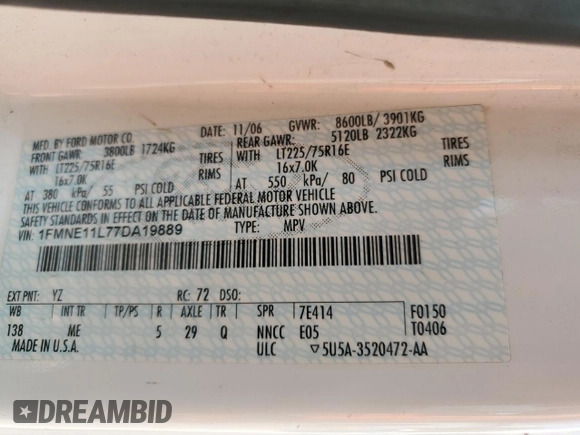 MFD. BY FORD MOTOR CO. DATE: 11/06 GVWR: 8600LB/ 3901KG
FRONT GAWR: 3800LB 1724KG REAR GAWR: 5120LB 2322KG
WITH LT225/75R16E TIRES WITH LT225/75R16E TIRES
16x7.0K RIMS 16x7.0K RIMS
AT 380 kPa/ 55 PSI COLD AT 550 kPa/ 80 PSI COLD
THIS VEHICLE CONFORMS TO ALL APPLICABLE FEDERAL MOTOR VEHICLE
SAFETY STANDARDS IN EFFECT ON THE DATE OF MANUFACTURE SHOWN ABOVE.
VIN: 1FMNE11L77DA19889 TYPE: MPV
EXT PNT: YZ RC: 72 DSO:
WB INT TR TP/PS R AXLE TR SPR 7E414 F0150
138 ME 5 29 Q NNCC E05 T0406
ULC ▽5U5A-3520472-AA
MADE IN U.S.A.
DREAMBID